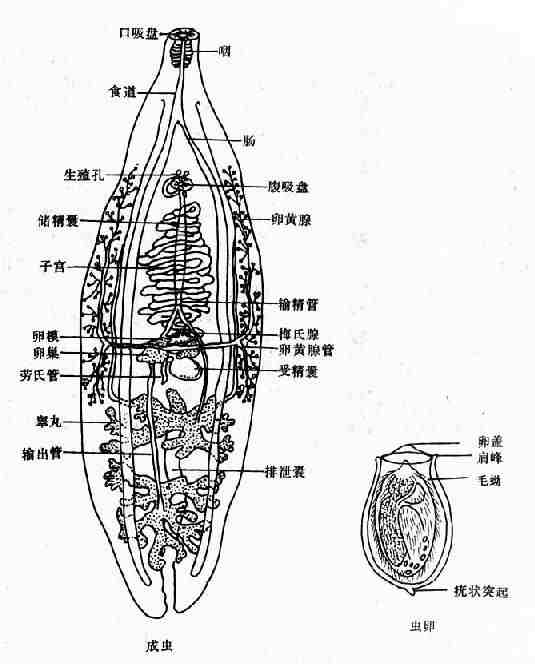 口吸盘
咽
食道
肠
生殖孔
腹吸盘
储精囊
卵黄腺
子宫
输精管
卵模
梅氏腺
卵巢
卵黄腺管
劳氏管
受精囊
睾丸
输出管
排泄囊
卵盖
肩峰
毛蚴
疣状突起
虫卵
成虫